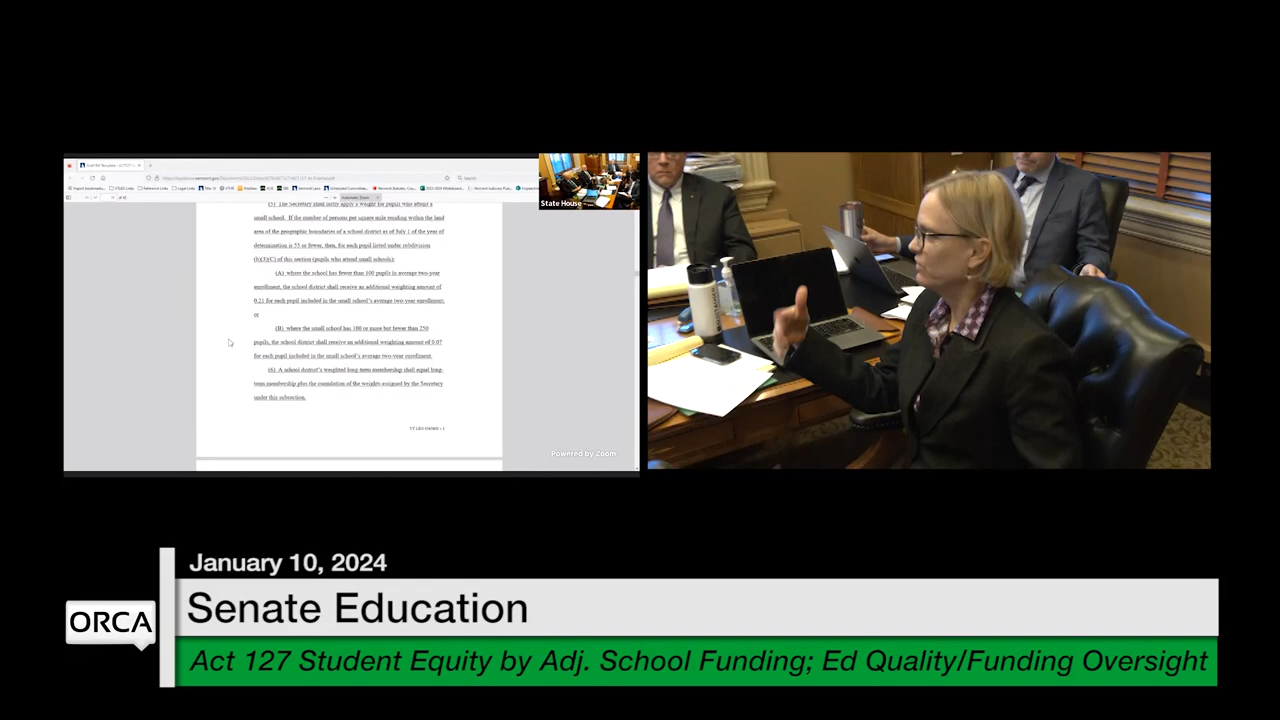 State House - ...
(5) The Secretary shall firstly apply a weight for pupils who attend a
small school. If the number of persons per square mile residing within the land
area of the geographic boundaries of a school district as of July 1 of the year of
determination is 55 or fewer, then, for each pupil listed under subdivision
(b)(3)(C) of this section (pupils who attend small schools):
(A) where the school has fewer than 100 pupils in average two-year
enrollment, the school district shall receive an additional weighting amount of
0.21 for each pupil included in the small school's average two-year enrollment;
or
(B) where the small school has 100 or more but fewer than 250
pupils, the school district shall receive an additional weighting amount of 0.07
for each pupil included in the small school's average two-year enrollment.
(6) A school district's weighted long-term membership shall equal long-
term membership plus the cumulation of the weights assigned by the Secretary
under this subsection.
Powered by Zoom
January 10, 2024
ORCA
Senate Education
Act 127 Student Equity by Adj. School Funding; Ed Quality/Funding Oversight